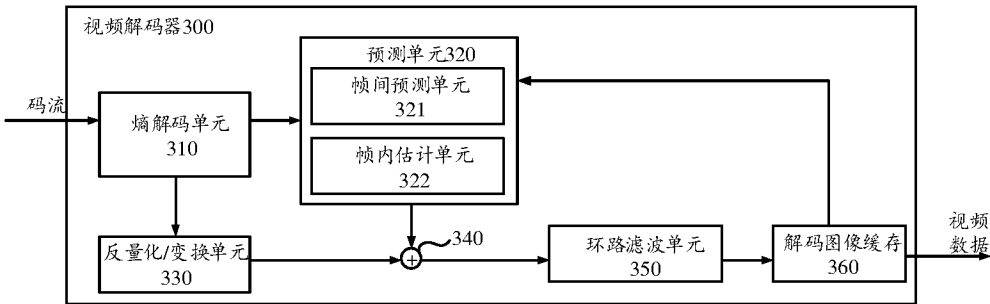 视频解码器300
预测单元320
帧间预测单元
321
码流
熵解码单元
310
帧内估计单元
322
340
视频
数据
反量化/变换单元
330
+
环路滤波单元
350
解码图像缓存
360